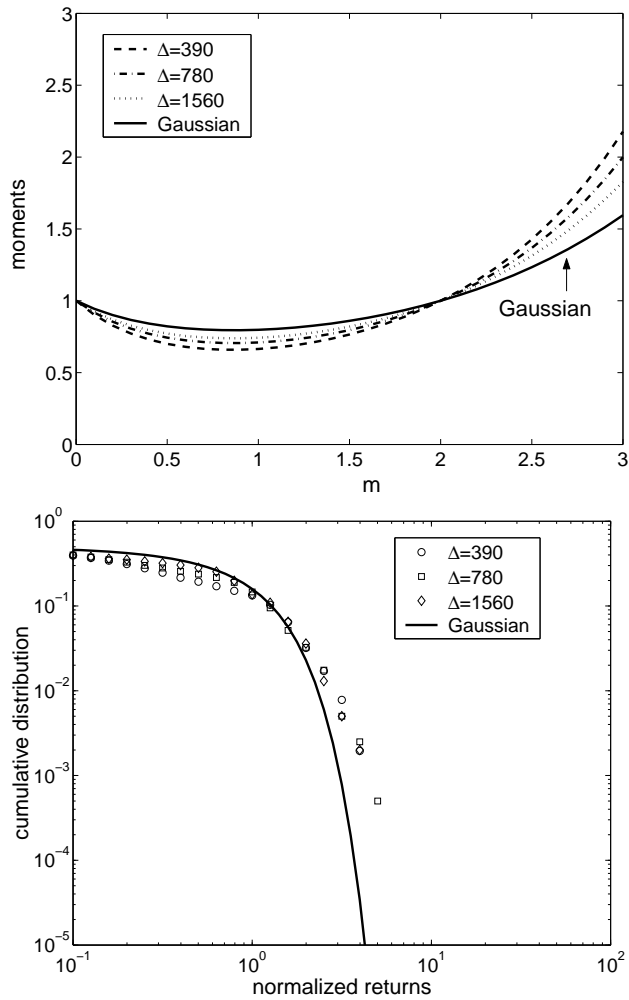 3
2.5
2
1.5
1
0.5
0
moments
Δ=390
Δ=780
Δ=1560
Gaussian
Gaussian
0 0.5 1 1.5 2 2.5 3
m
10^0
10^−1
10^−2
10^−3
10^−4
10^−5
cumulative distribution
Δ=390
Δ=780
Δ=1560
Gaussian
10^−1 10^0 10^1 10^2
normalized returns